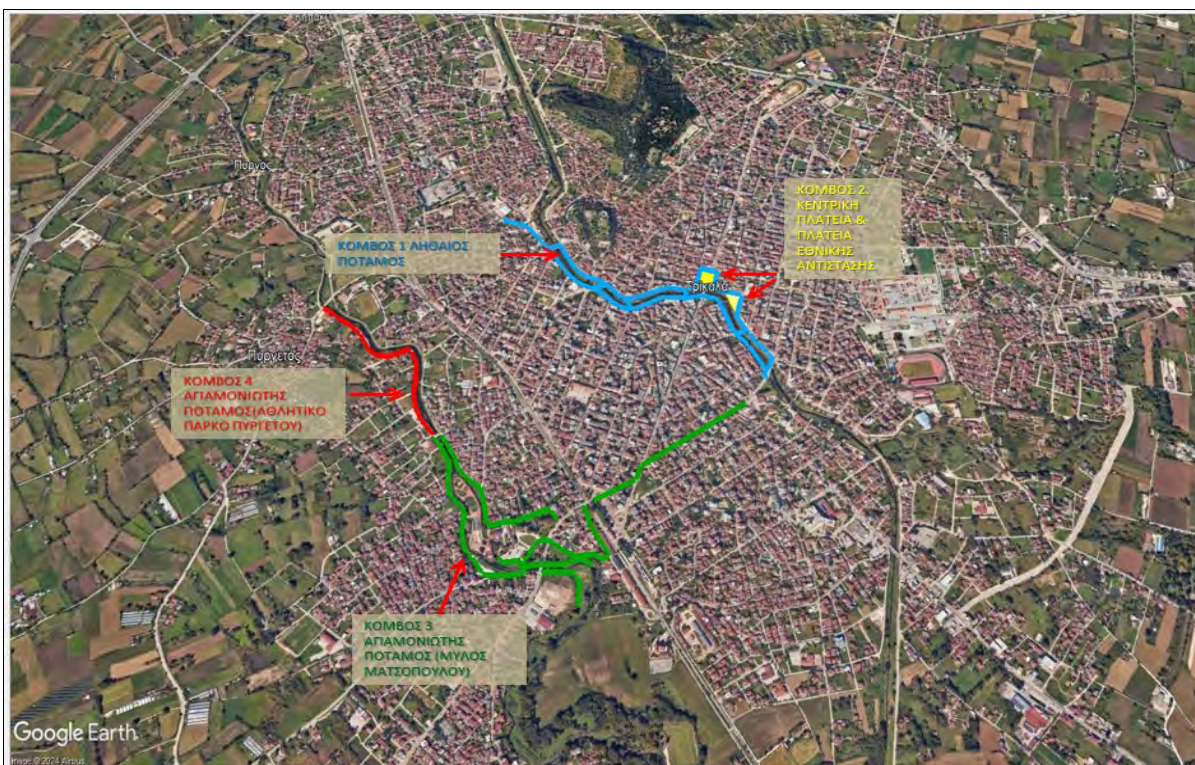 Πύργος
ΚΟΜΒΟΣ 2
ΚΕΝΤΡΙΚΗ
ΠΛΑΤΕΙΑ &
ΠΛΑΤΕΙΑ
ΕΘΝΙΚΗΣ
ΑΝΤΙΣΤΑΣΗΣ
ΚΟΜΒΟΣ 1 ΛΗΘΑΙΟΣ
ΠΟΤΑΜΟΣ
Τρίκαλα
Πυργετός
ΚΟΜΒΟΣ 4
ΑΓΙΑΜΟΝΙΩΤΗΣ
ΠΟΤΑΜΟΣ(ΑΘΛΗΤΙΚΟ
ΠΑΡΚΟ ΠΥΡΓΕΤΟΥ)
ΚΟΜΒΟΣ 3
ΑΓΙΑΜΟΝΙΩΤΗΣ
ΠΟΤΑΜΟΣ (ΜΥΛΟΣ
ΜΑΤΣΟΠΟΥΛΟΥ)
Google Earth
Image © 2024 Airbus